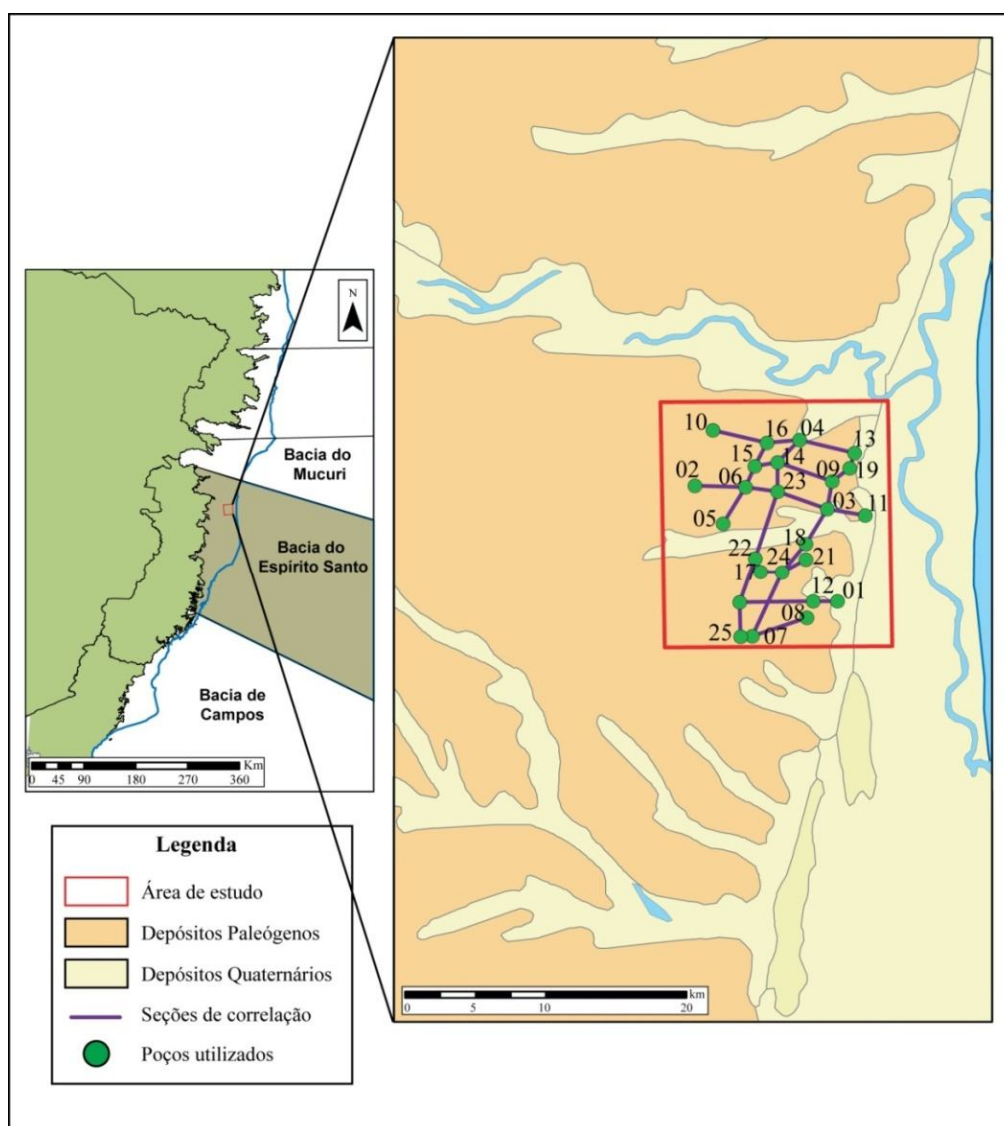 N
Bacia do
Mucuri
Bacia do
Espírito Santo
Bacia de
Campos
Km
0 45 90 180 270 360
Legenda
Área de estudo
Depósitos Paleógenos
Depósitos Quaternários
Seções de correlação
Poços utilizados
10
16
04
13
15
14
19
02
06
09
23
03
11
05
18
22
24
21
17
12
01
08
25
07
km
0 5 10 20